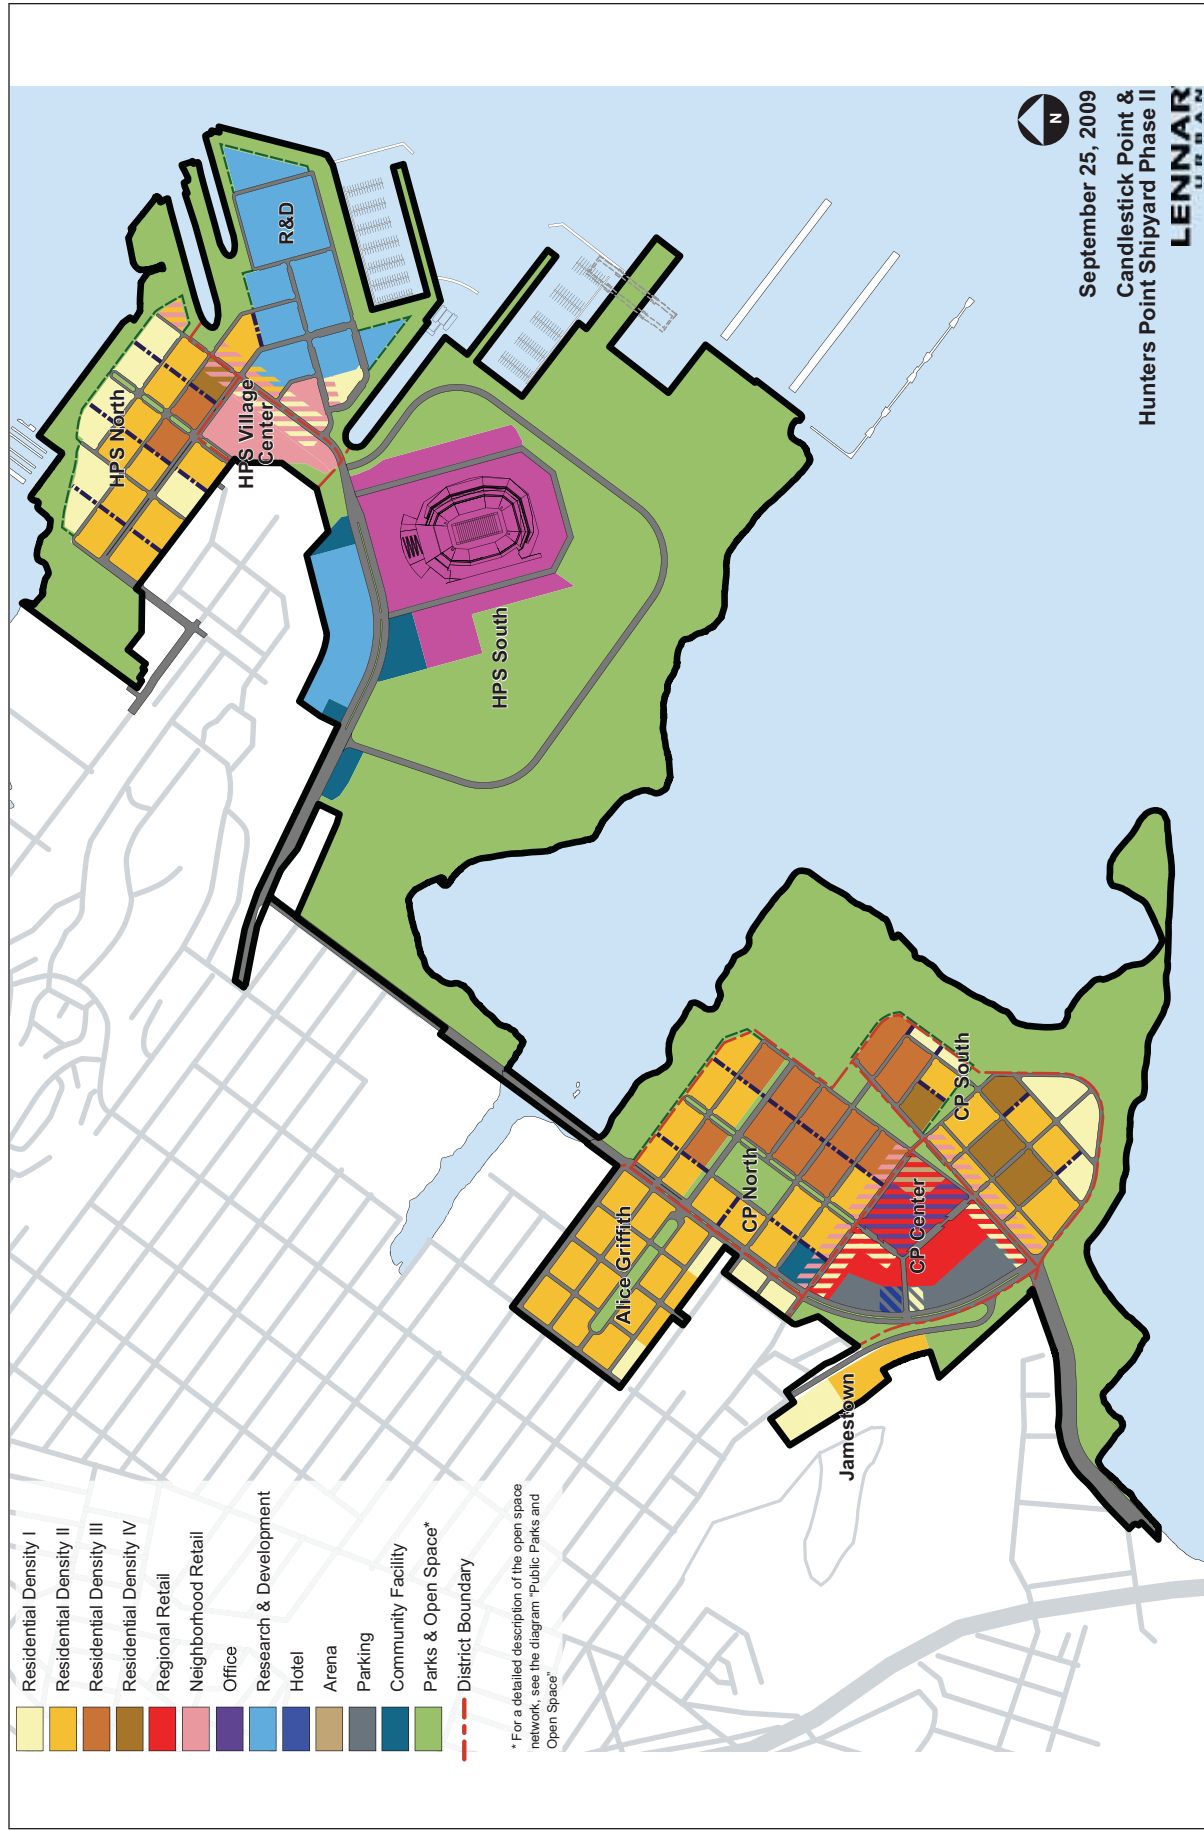 Residential Density I
Residential Density II
Residential Density III
Residential Density IV
Regional Retail
Neighborhood Retail
Office
Research & Development
Hotel
Arena
Parking
Community Facility
Parks & Open Space*
District Boundary
* For a detailed description of the open space
network, see the diagram "Public Parks and
Open Space"
HPS North
HPS Village
Center
R&D
HPS South
Alice Griffith
CP North
CP Center
CP South
Jamestown
N
September 25, 2009
Candlestick Point &
Hunters Point Shipyard Phase II
LENNAR
URBAN